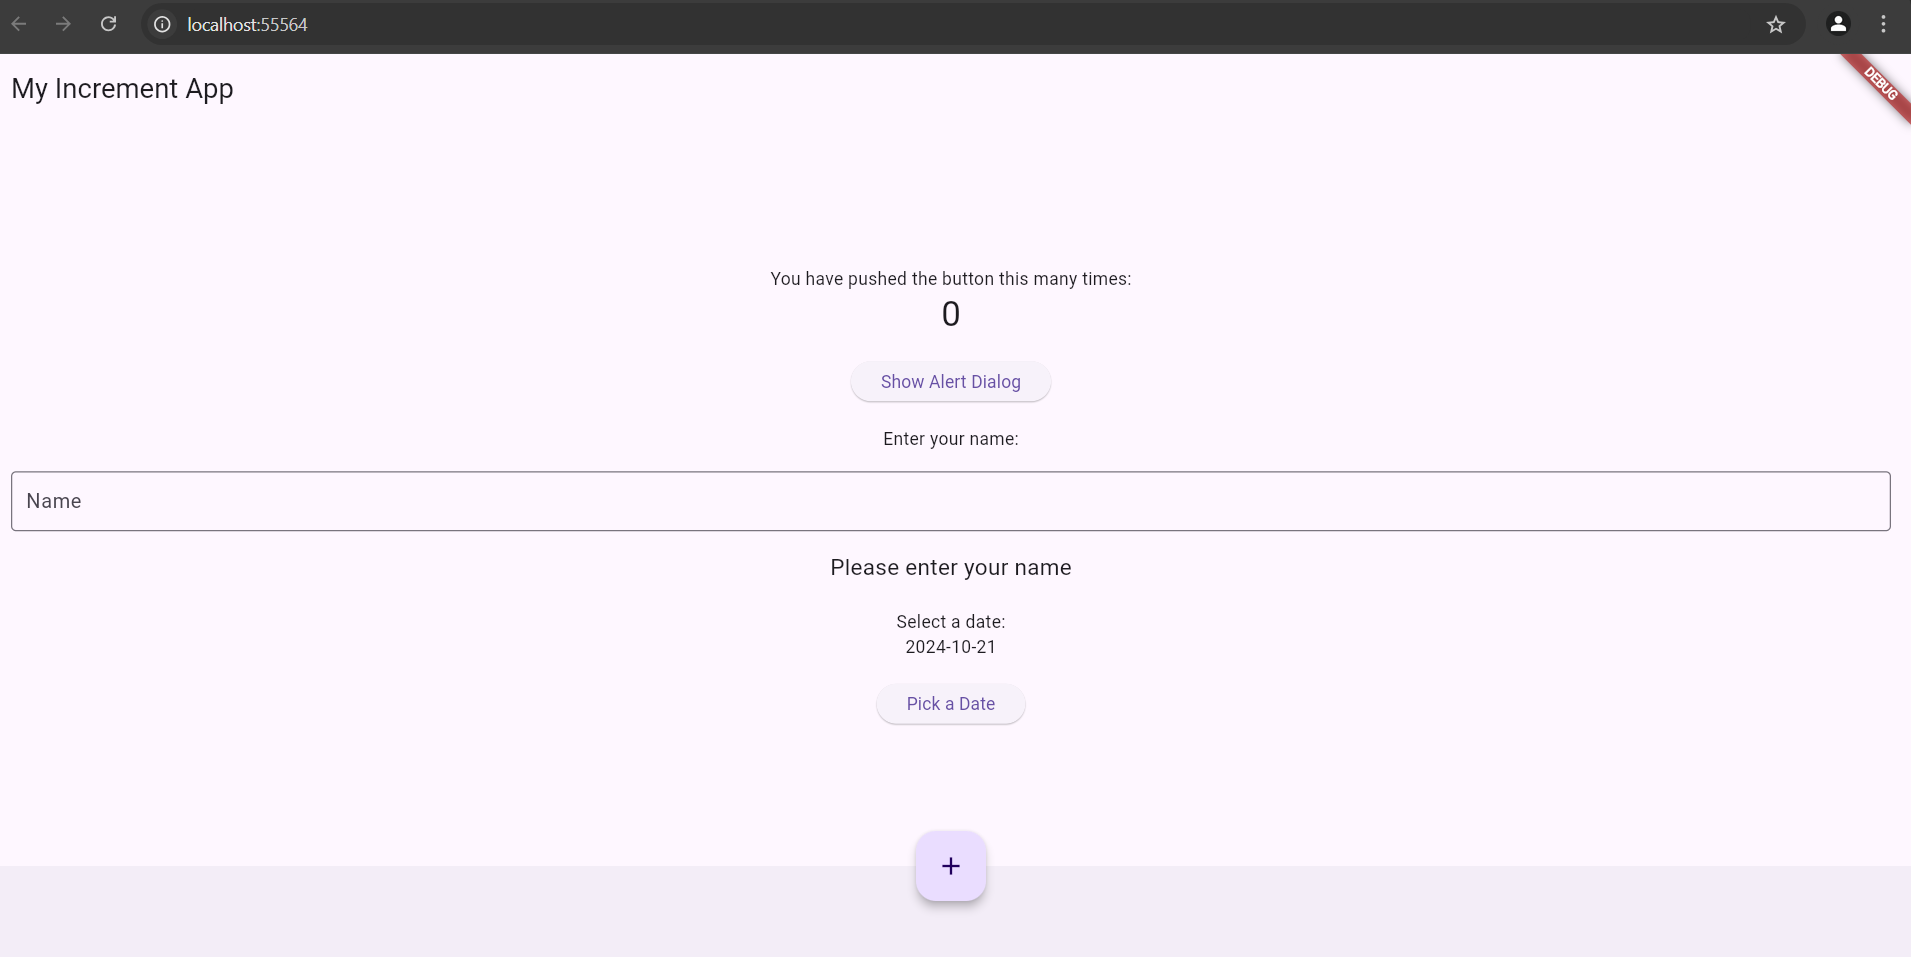 localhost:55564
My Increment App
DEBUG
You have pushed the button this many times:
0
Show Alert Dialog
Enter your name:
Name
Please enter your name
Select a date:
2024-10-21
Pick a Date
+